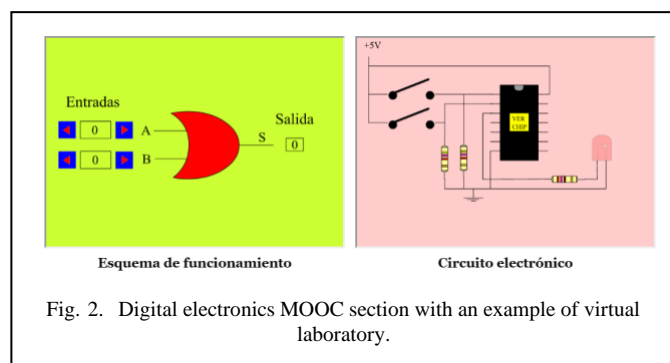 Entradas
0
A
0
B
S
Salida
0
+5V
VER
CHIP
Esquema de funcionamiento
Circuito electrónico
Fig. 2. Digital electronics MOOC section with an example of virtual
laboratory.